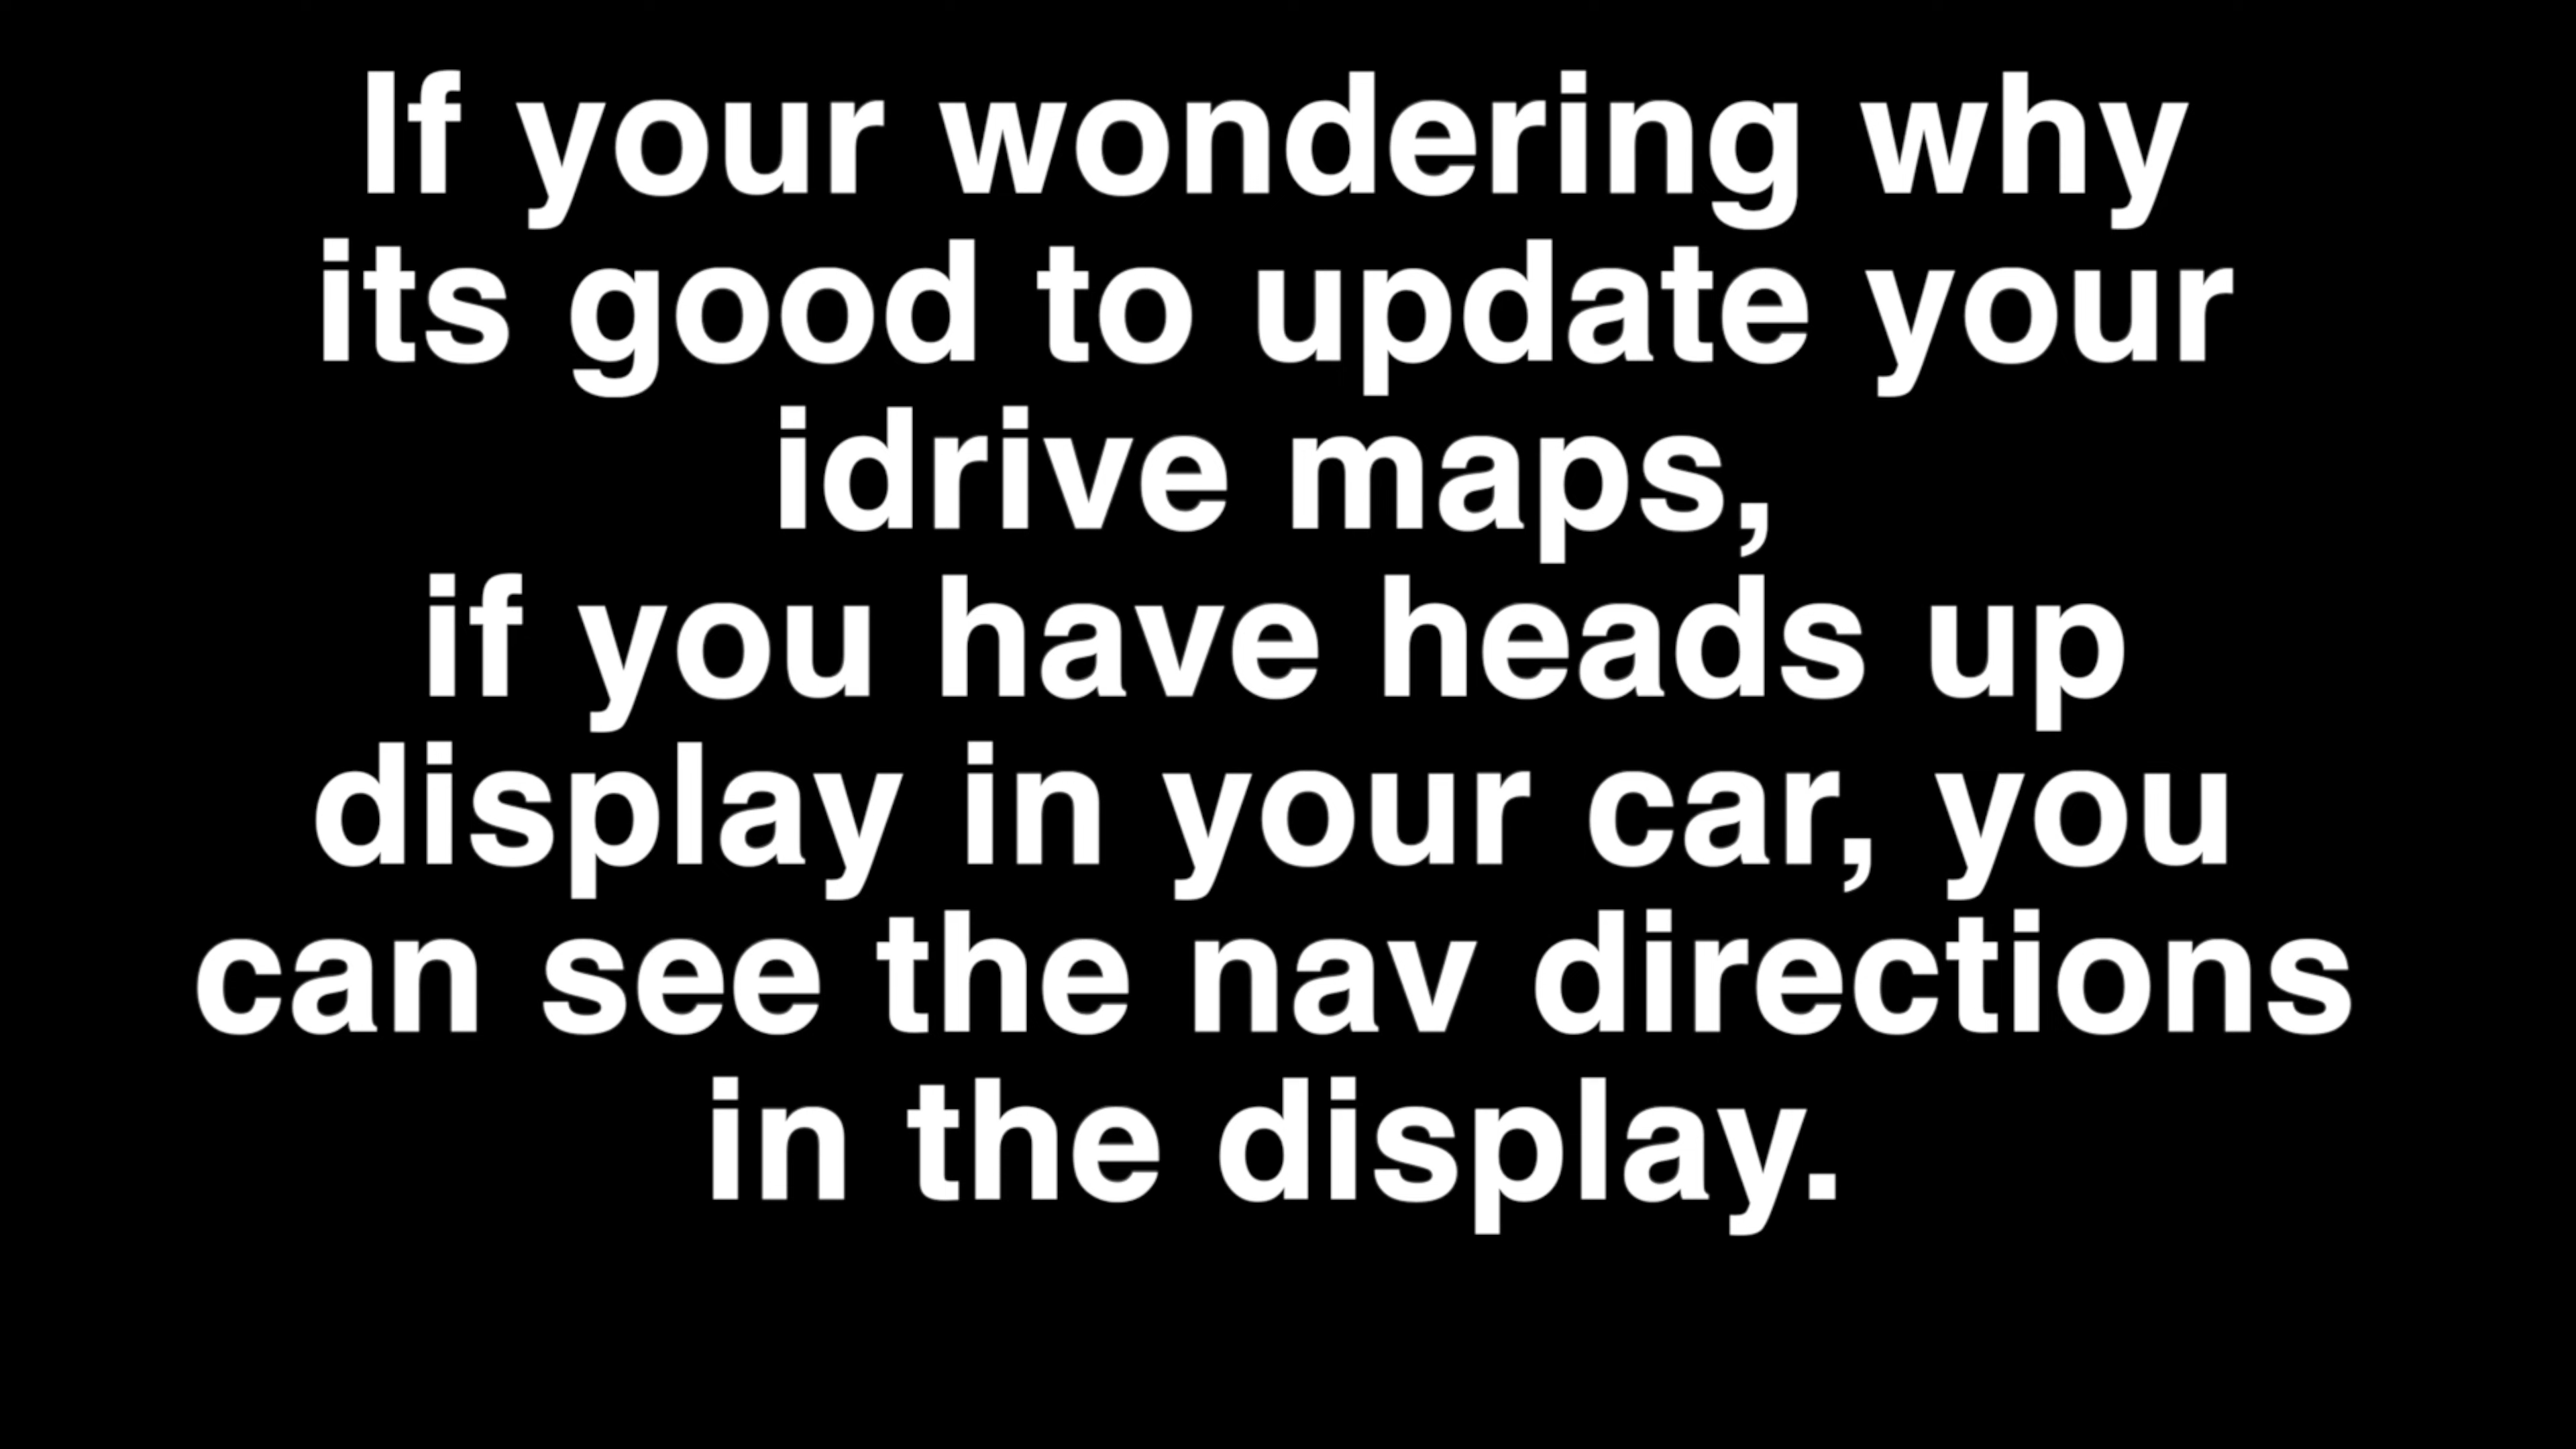 If your wondering why
its good to update your
idrive maps,
if you have heads up
display in your car, you
can see the nav directions
in the display.